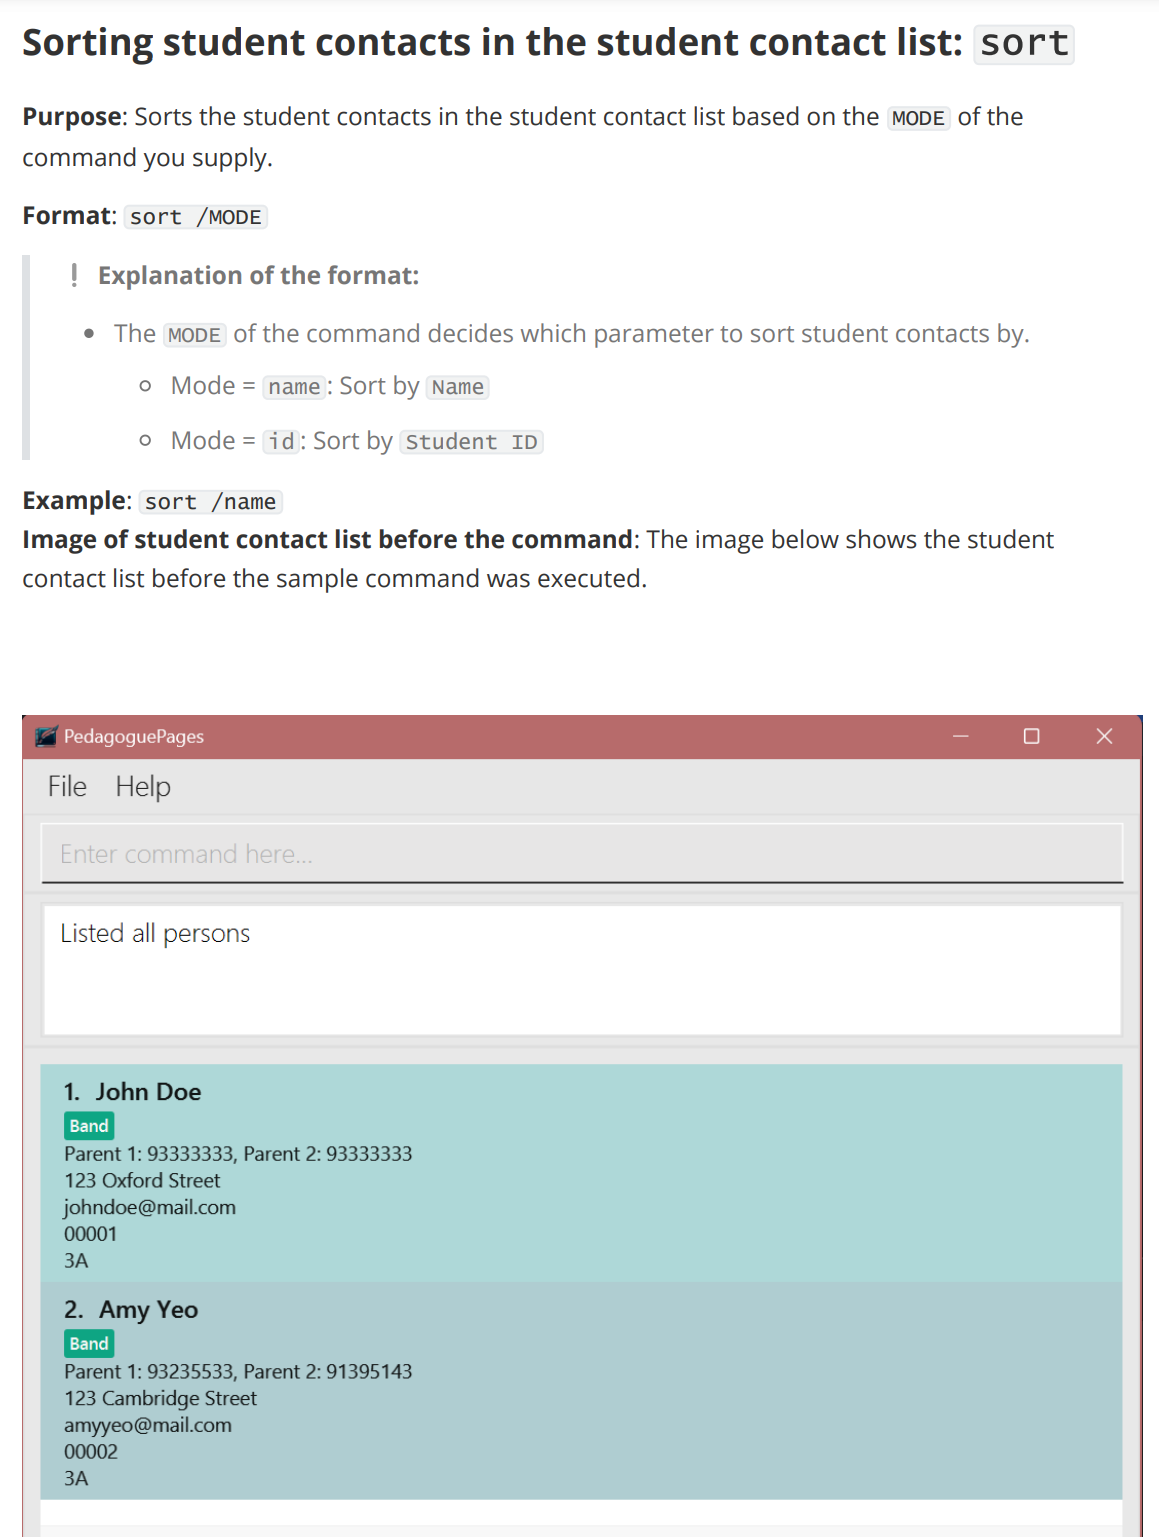 Sorting student contacts in the student contact list: sort
Purpose: Sorts the student contacts in the student contact list based on the MODE of the
command you supply.
Format: sort /MODE
! Explanation of the format:
• The MODE of the command decides which parameter to sort student contacts by.
○ Mode = name: Sort by Name
○ Mode = id: Sort by Student ID
Example: sort /name
Image of student contact list before the command: The image below shows the student
contact list before the sample command was executed.
PedagoguePages
File Help
Enter command here...
Listed all persons
1. John Doe
Band
Parent 1: 93333333, Parent 2: 93333333
123 Oxford Street
johndoe@mail.com
00001
3A
2. Amy Yeo
Band
Parent 1: 93235533, Parent 2: 91395143
123 Cambridge Street
amyyeo@mail.com
00002
3A